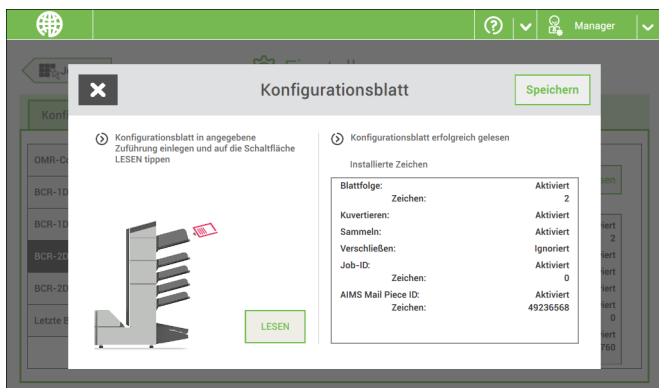 Manager
Konfigurationsblatt
Speichern
Konfigurationsblatt in angegebene
Zuführung einlegen und auf die Schaltfläche
LESEN tippen
LESEN
Konfigurationsblatt erfolgreich gelesen
Installierte Zeichen
Blattfolge: Aktiviert
Zeichen: 2
Kuvertieren: Aktiviert
Sammeln: Aktiviert
Verschließen: Ignoriert
Job-ID: Aktiviert
Zeichen: 0
AIMS Mail Piece ID: Aktiviert
Zeichen: 49236568
BCR-1D
BCR-1D
BCR-2D
BCR-2D
2
0